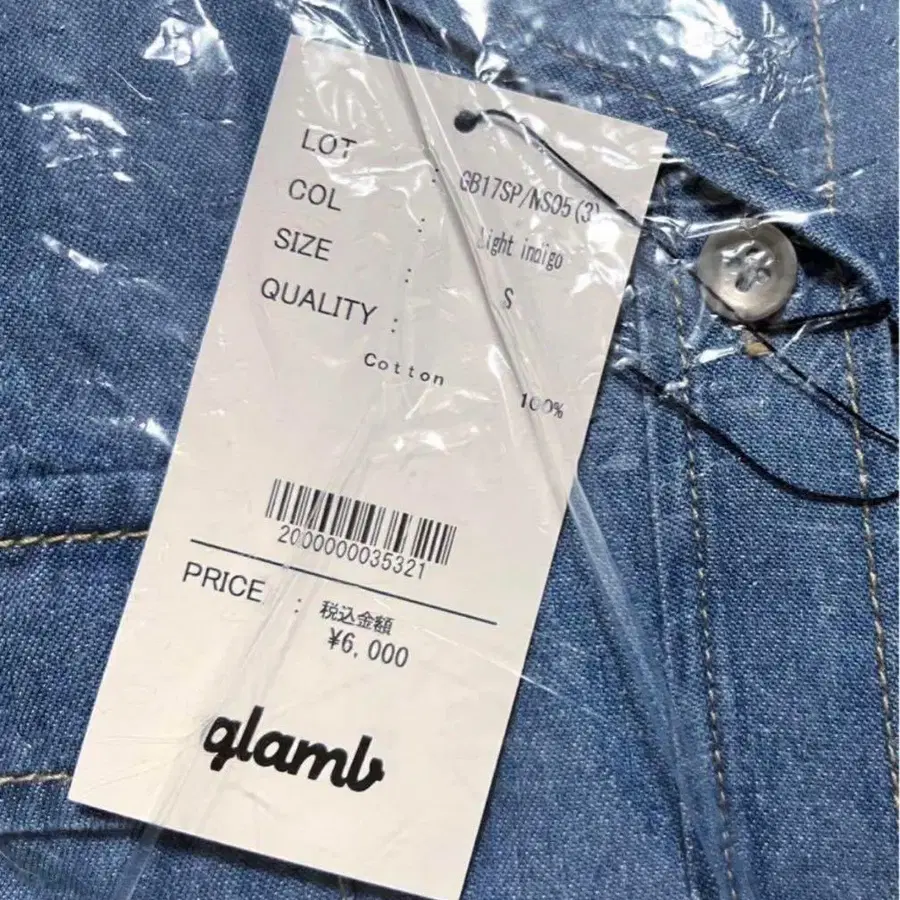 LOT : GB17SP/NS05(3)
COL : Light indigo
SIZE : S
QUALITY :
Cotton 100%
2000000035321
PRICE : 税込金額
¥6,000
glamb